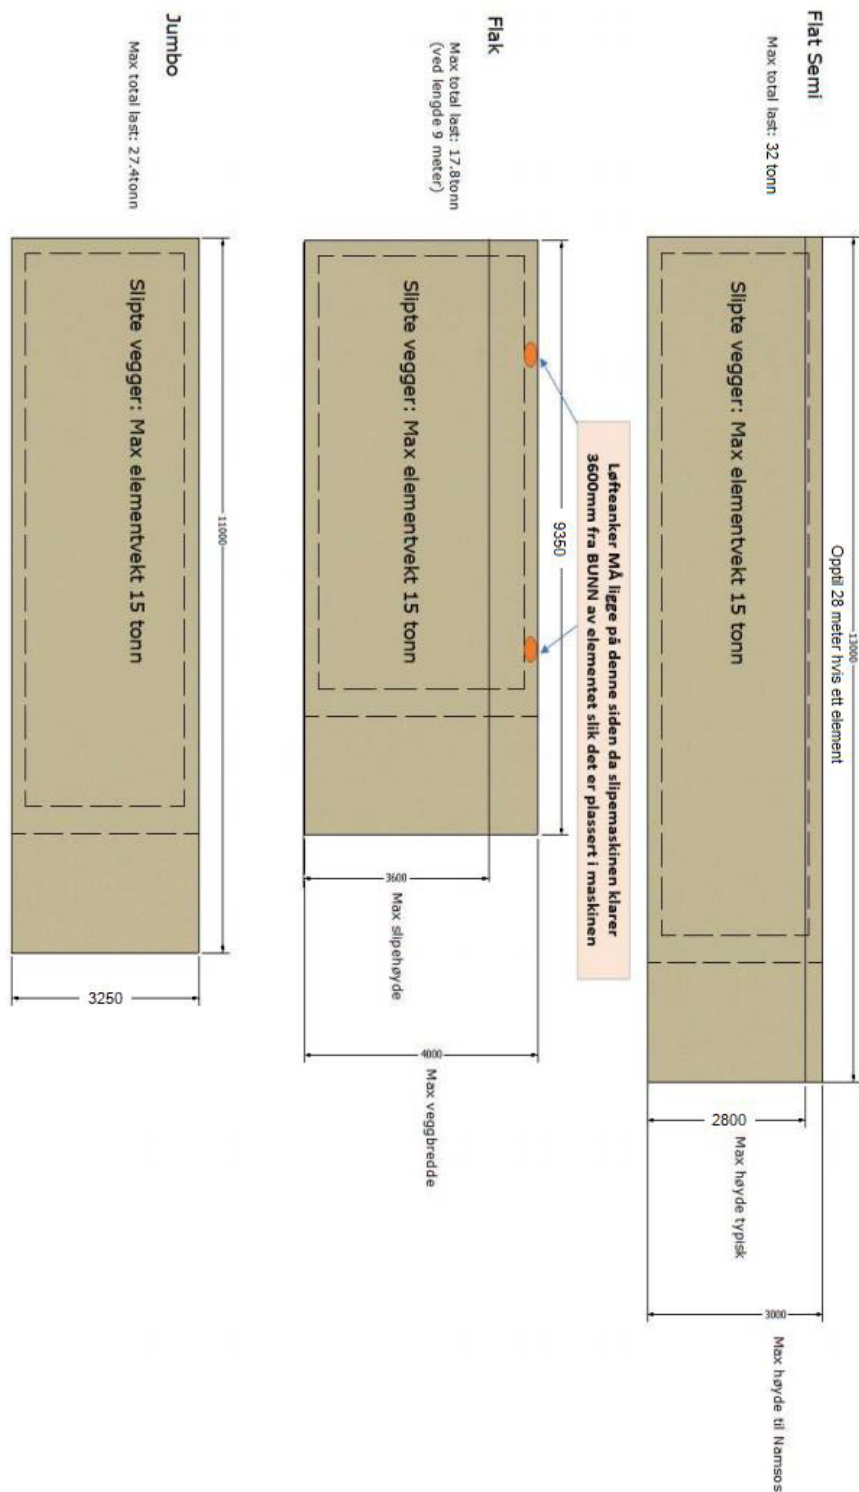 Flat Semi
Max total last: 32 tonn
13000
Opptil 28 meter hvis ett element
Slipte vegger: Max elementvekt 15 tonn
2800
Max høyde typisk
3000
Max høyde til Namsos
Løfteanker MÅ ligge på denne siden da slipemaskinen klarer
3600mm fra BUNN av elementet slik det er plassert i maskinen
Flak
Max total last: 17.8tonn
(ved lengde 9 meter)
9350
Slipte vegger: Max elementvekt 15 tonn
3600
Max slipehøyde
4000
Max veggbredde
Jumbo
Max total last: 27.4tonn
11000
Slipte vegger: Max elementvekt 15 tonn
3250